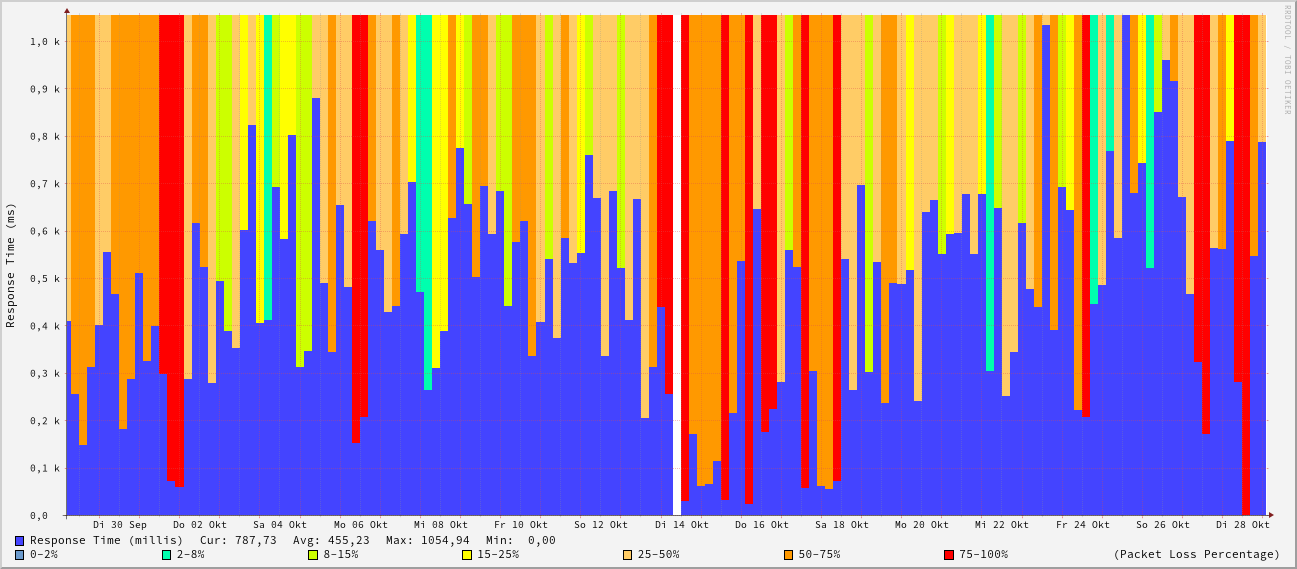 RRDTOOL / TOBI OETIKER
Response Time (ms)
1,0 k
0,9 k
0,8 k
0,7 k
0,6 k
0,5 k
0,4 k
0,3 k
0,2 k
0,1 k
0,0
Di 30 Sep Do 02 Okt Sa 04 Okt Mo 06 Okt Mi 08 Okt Fr 10 Okt So 12 Okt Di 14 Okt Do 16 Okt Sa 18 Okt Mo 20 Okt Mi 22 Okt Fr 24 Okt So 26 Okt Di 28 Okt
Response Time (millis) Cur: 787,73 Avg: 455,23 Max: 1054,94 Min: 0,00
0-2% 2-8% 8-15% 15-25% 25-50% 50-75% 75-100% (Packet Loss Percentage)